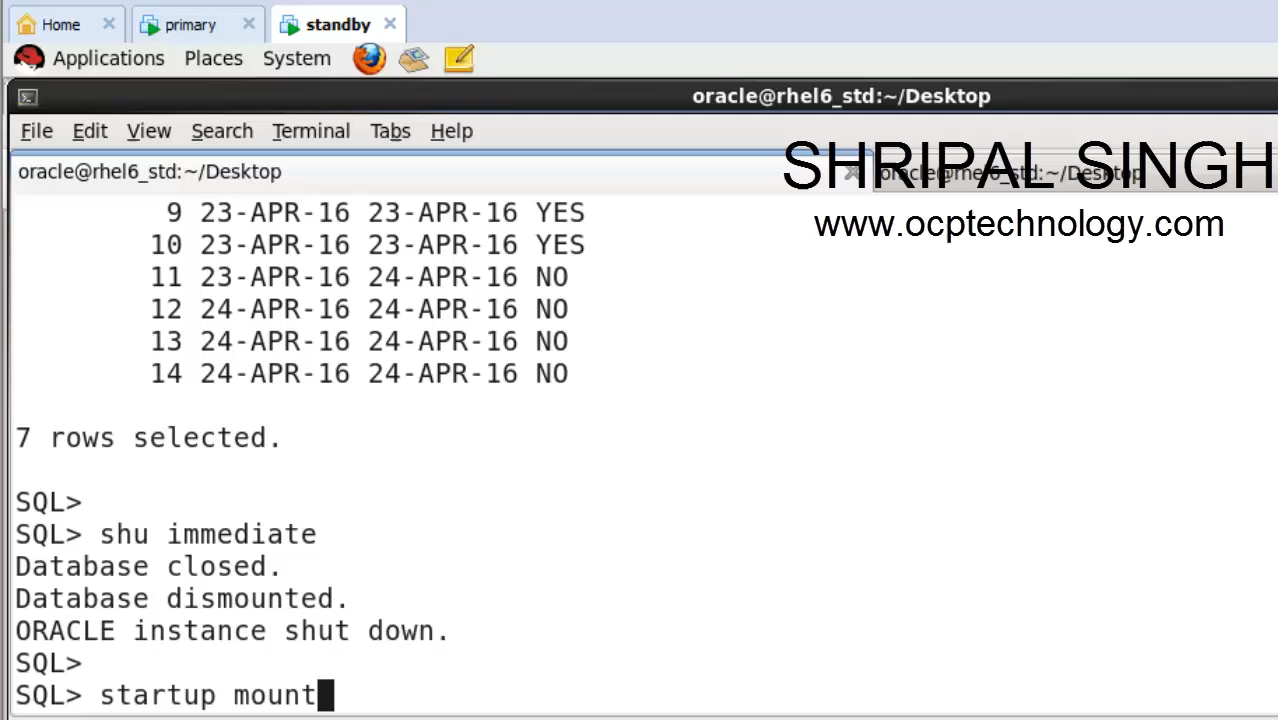 Home primary standby
Applications Places System
oracle@rhel6_std:~/Desktop
File Edit View Search Terminal Tabs Help
SHRIPAL SINGH
oracle@rhel6_std:~/Desktop oracle@rhel6_std:~/Desktop
www.ocptechnology.com
9 23-APR-16 23-APR-16 YES
10 23-APR-16 23-APR-16 YES
11 23-APR-16 24-APR-16 NO
12 24-APR-16 24-APR-16 NO
13 24-APR-16 24-APR-16 NO
14 24-APR-16 24-APR-16 NO
7 rows selected.
SQL>
SQL> shu immediate
Database closed.
Database dismounted.
ORACLE instance shut down.
SQL>
SQL> startup mount